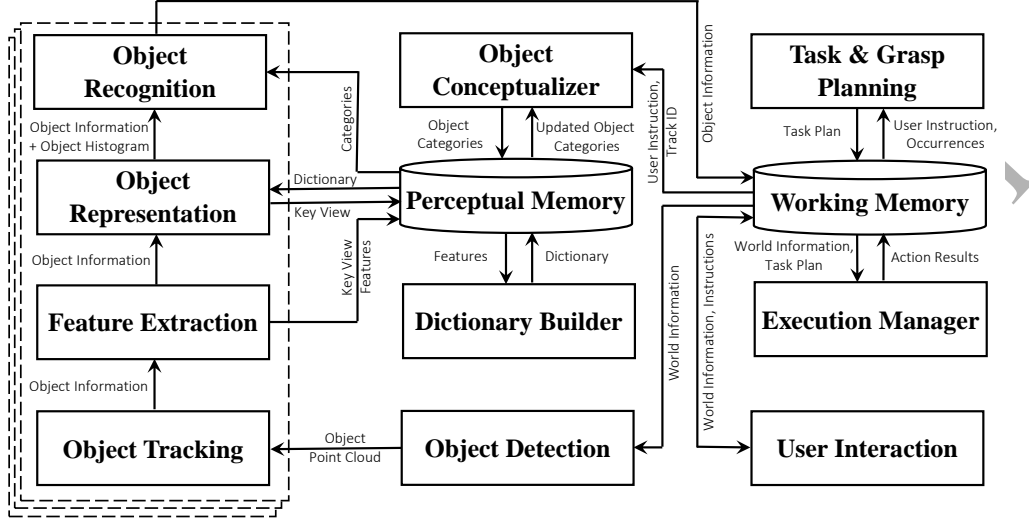 Object
Recognition
Object Information
+ Object Histogram
Object
Representation
Object Information
Feature Extraction
Object Information
Object Tracking
Categories
Dictionary
Key View
Key View
Features
Object
Point Cloud
Object
Conceptualizer
Object
Categories
Updated Object
Categories
Perceptual Memory
Features
Dictionary
Dictionary Builder
Object Detection
User Instruction,
Track ID
Object Information
World Information
World Information, Instructions
Task & Grasp
Planning
Task Plan
User Instruction,
Occurrences
Working Memory
World Information,
Task Plan
Action Results
Execution Manager
User Interaction